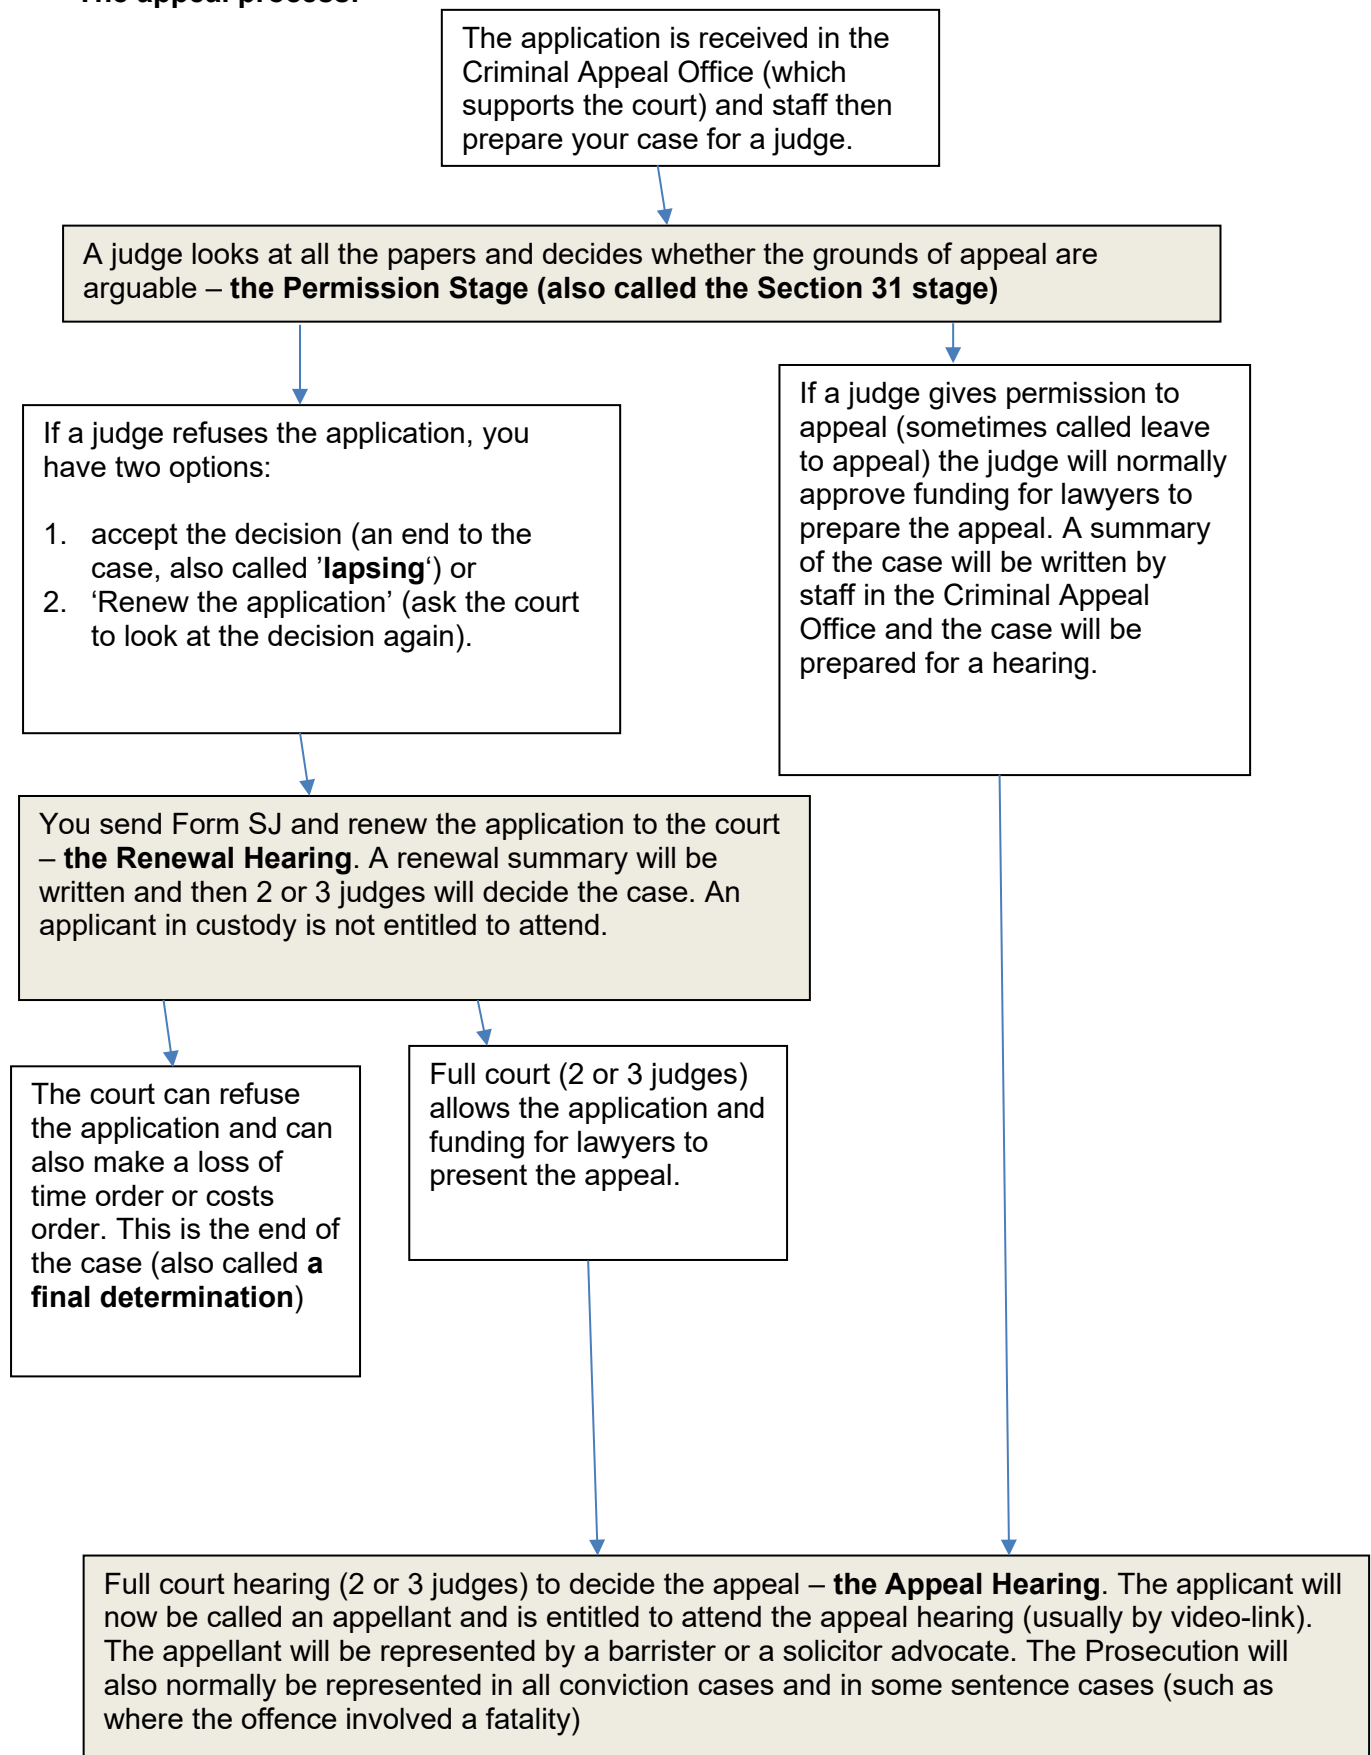 The appeal process:
The application is received in the
Criminal Appeal Office (which
supports the court) and staff then
prepare your case for a judge.
A judge looks at all the papers and decides whether the grounds of appeal are
arguable – the Permission Stage (also called the Section 31 stage)
If a judge refuses the application, you
have two options:
1. accept the decision (an end to the
case, also called ’lapsing‘) or
2. ‘Renew the application’ (ask the court
to look at the decision again).
If a judge gives permission to
appeal (sometimes called leave
to appeal) the judge will normally
approve funding for lawyers to
prepare the appeal. A summary
of the case will be written by
staff in the Criminal Appeal
Office and the case will be
prepared for a hearing.
You send Form SJ and renew the application to the court
– the Renewal Hearing. A renewal summary will be
written and then 2 or 3 judges will decide the case. An
applicant in custody is not entitled to attend.
The court can refuse
the application and can
also make a loss of
time order or costs
order. This is the end of
the case (also called a
final determination)
Full court (2 or 3 judges)
allows the application and
funding for lawyers to
present the appeal.
Full court hearing (2 or 3 judges) to decide the appeal – the Appeal Hearing. The applicant will
now be called an appellant and is entitled to attend the appeal hearing (usually by video-link).
The appellant will be represented by a barrister or a solicitor advocate. The Prosecution will
also normally be represented in all conviction cases and in some sentence cases (such as
where the offence involved a fatality)